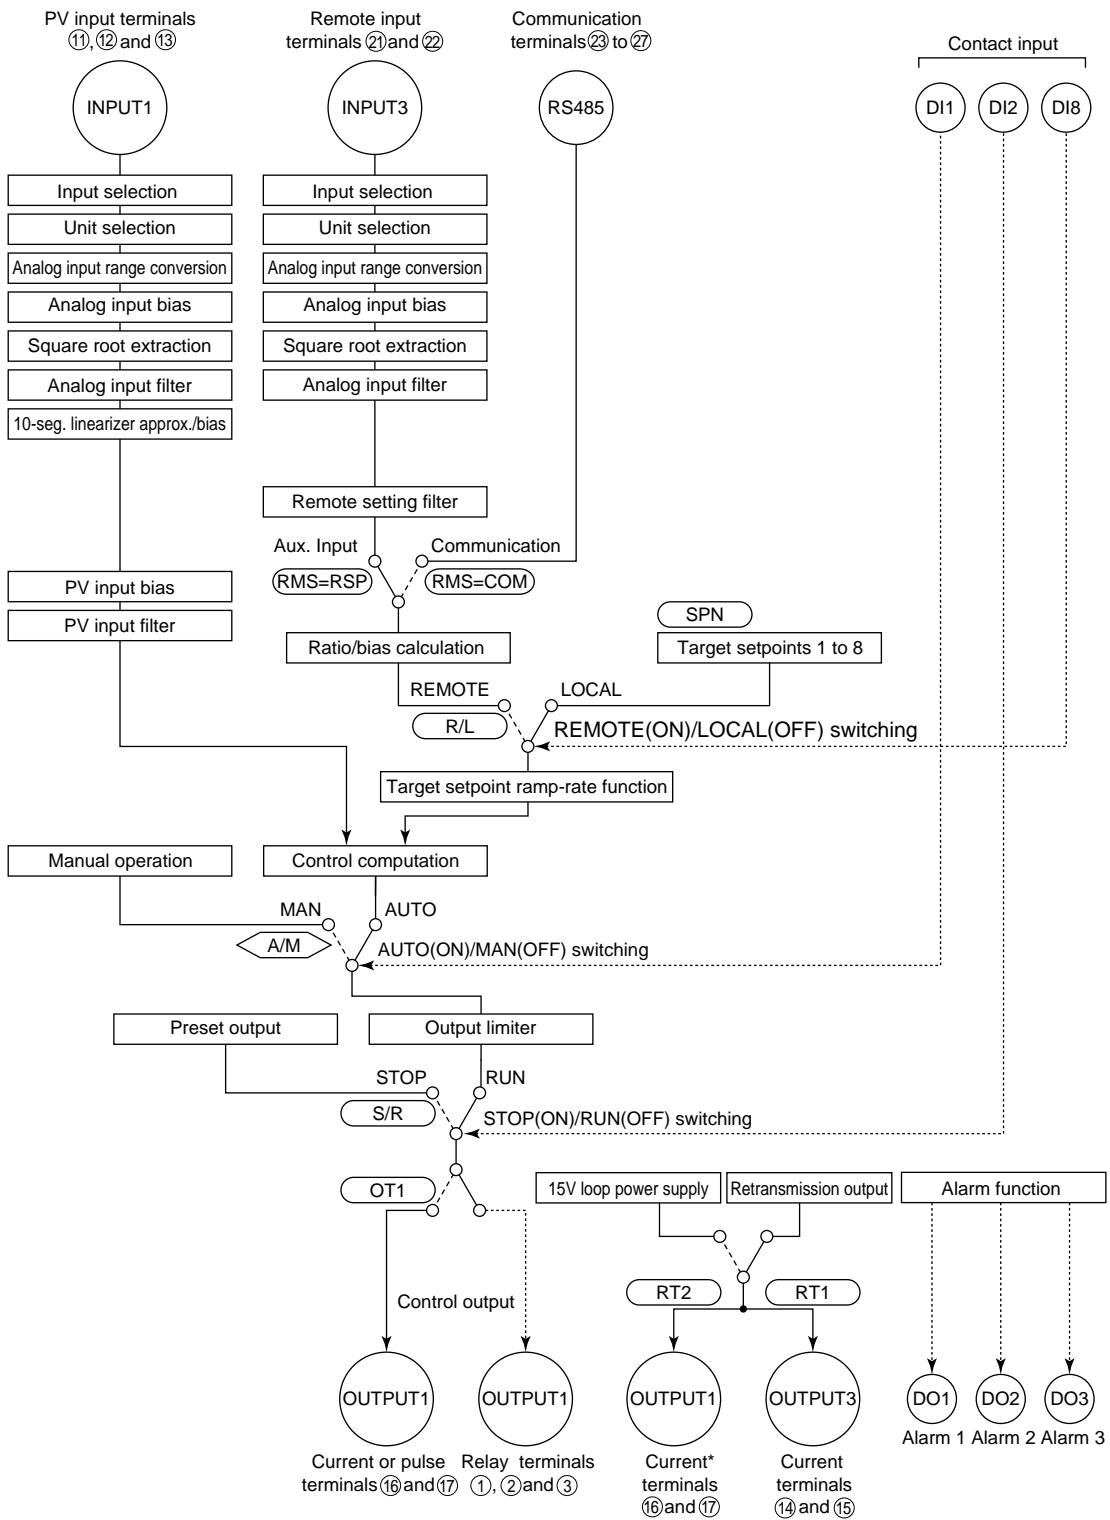 PV input terminals
⑪, ⑫ and ⑬
Remote input
terminals ㉑ and ㉒
Communication
terminals ㉓ to ㉗
Contact input
INPUT1
INPUT3
RS485
DI1
DI2
DI8
Input selection
Input selection
Unit selection
Unit selection
Analog input range conversion
Analog input range conversion
Analog input bias
Analog input bias
Square root extraction
Square root extraction
Analog input filter
Analog input filter
10-seg. linearizer approx./bias
Remote setting filter
Aux. Input
Communication
RMS=RSP
RMS=COM
PV input bias
PV input filter
SPN
Ratio/bias calculation
Target setpoints 1 to 8
REMOTE
LOCAL
R/L
REMOTE(ON)/LOCAL(OFF) switching
Target setpoint ramp-rate function
Manual operation
Control computation
MAN
AUTO
A/M
AUTO(ON)/MAN(OFF) switching
Preset output
Output limiter
STOP
RUN
S/R
STOP(ON)/RUN(OFF) switching
OT1
15V loop power supply
Retransmission output
Alarm function
RT2
RT1
Control output
OUTPUT1
OUTPUT1
OUTPUT1
OUTPUT3
DO1
DO2
DO3
Alarm 1
Alarm 2
Alarm 3
Current or pulse
terminals ⑯ and ⑰
Relay terminals
①, ② and ③
Current*
terminals
⑯ and ⑰
Current
terminals
⑭ and ⑮